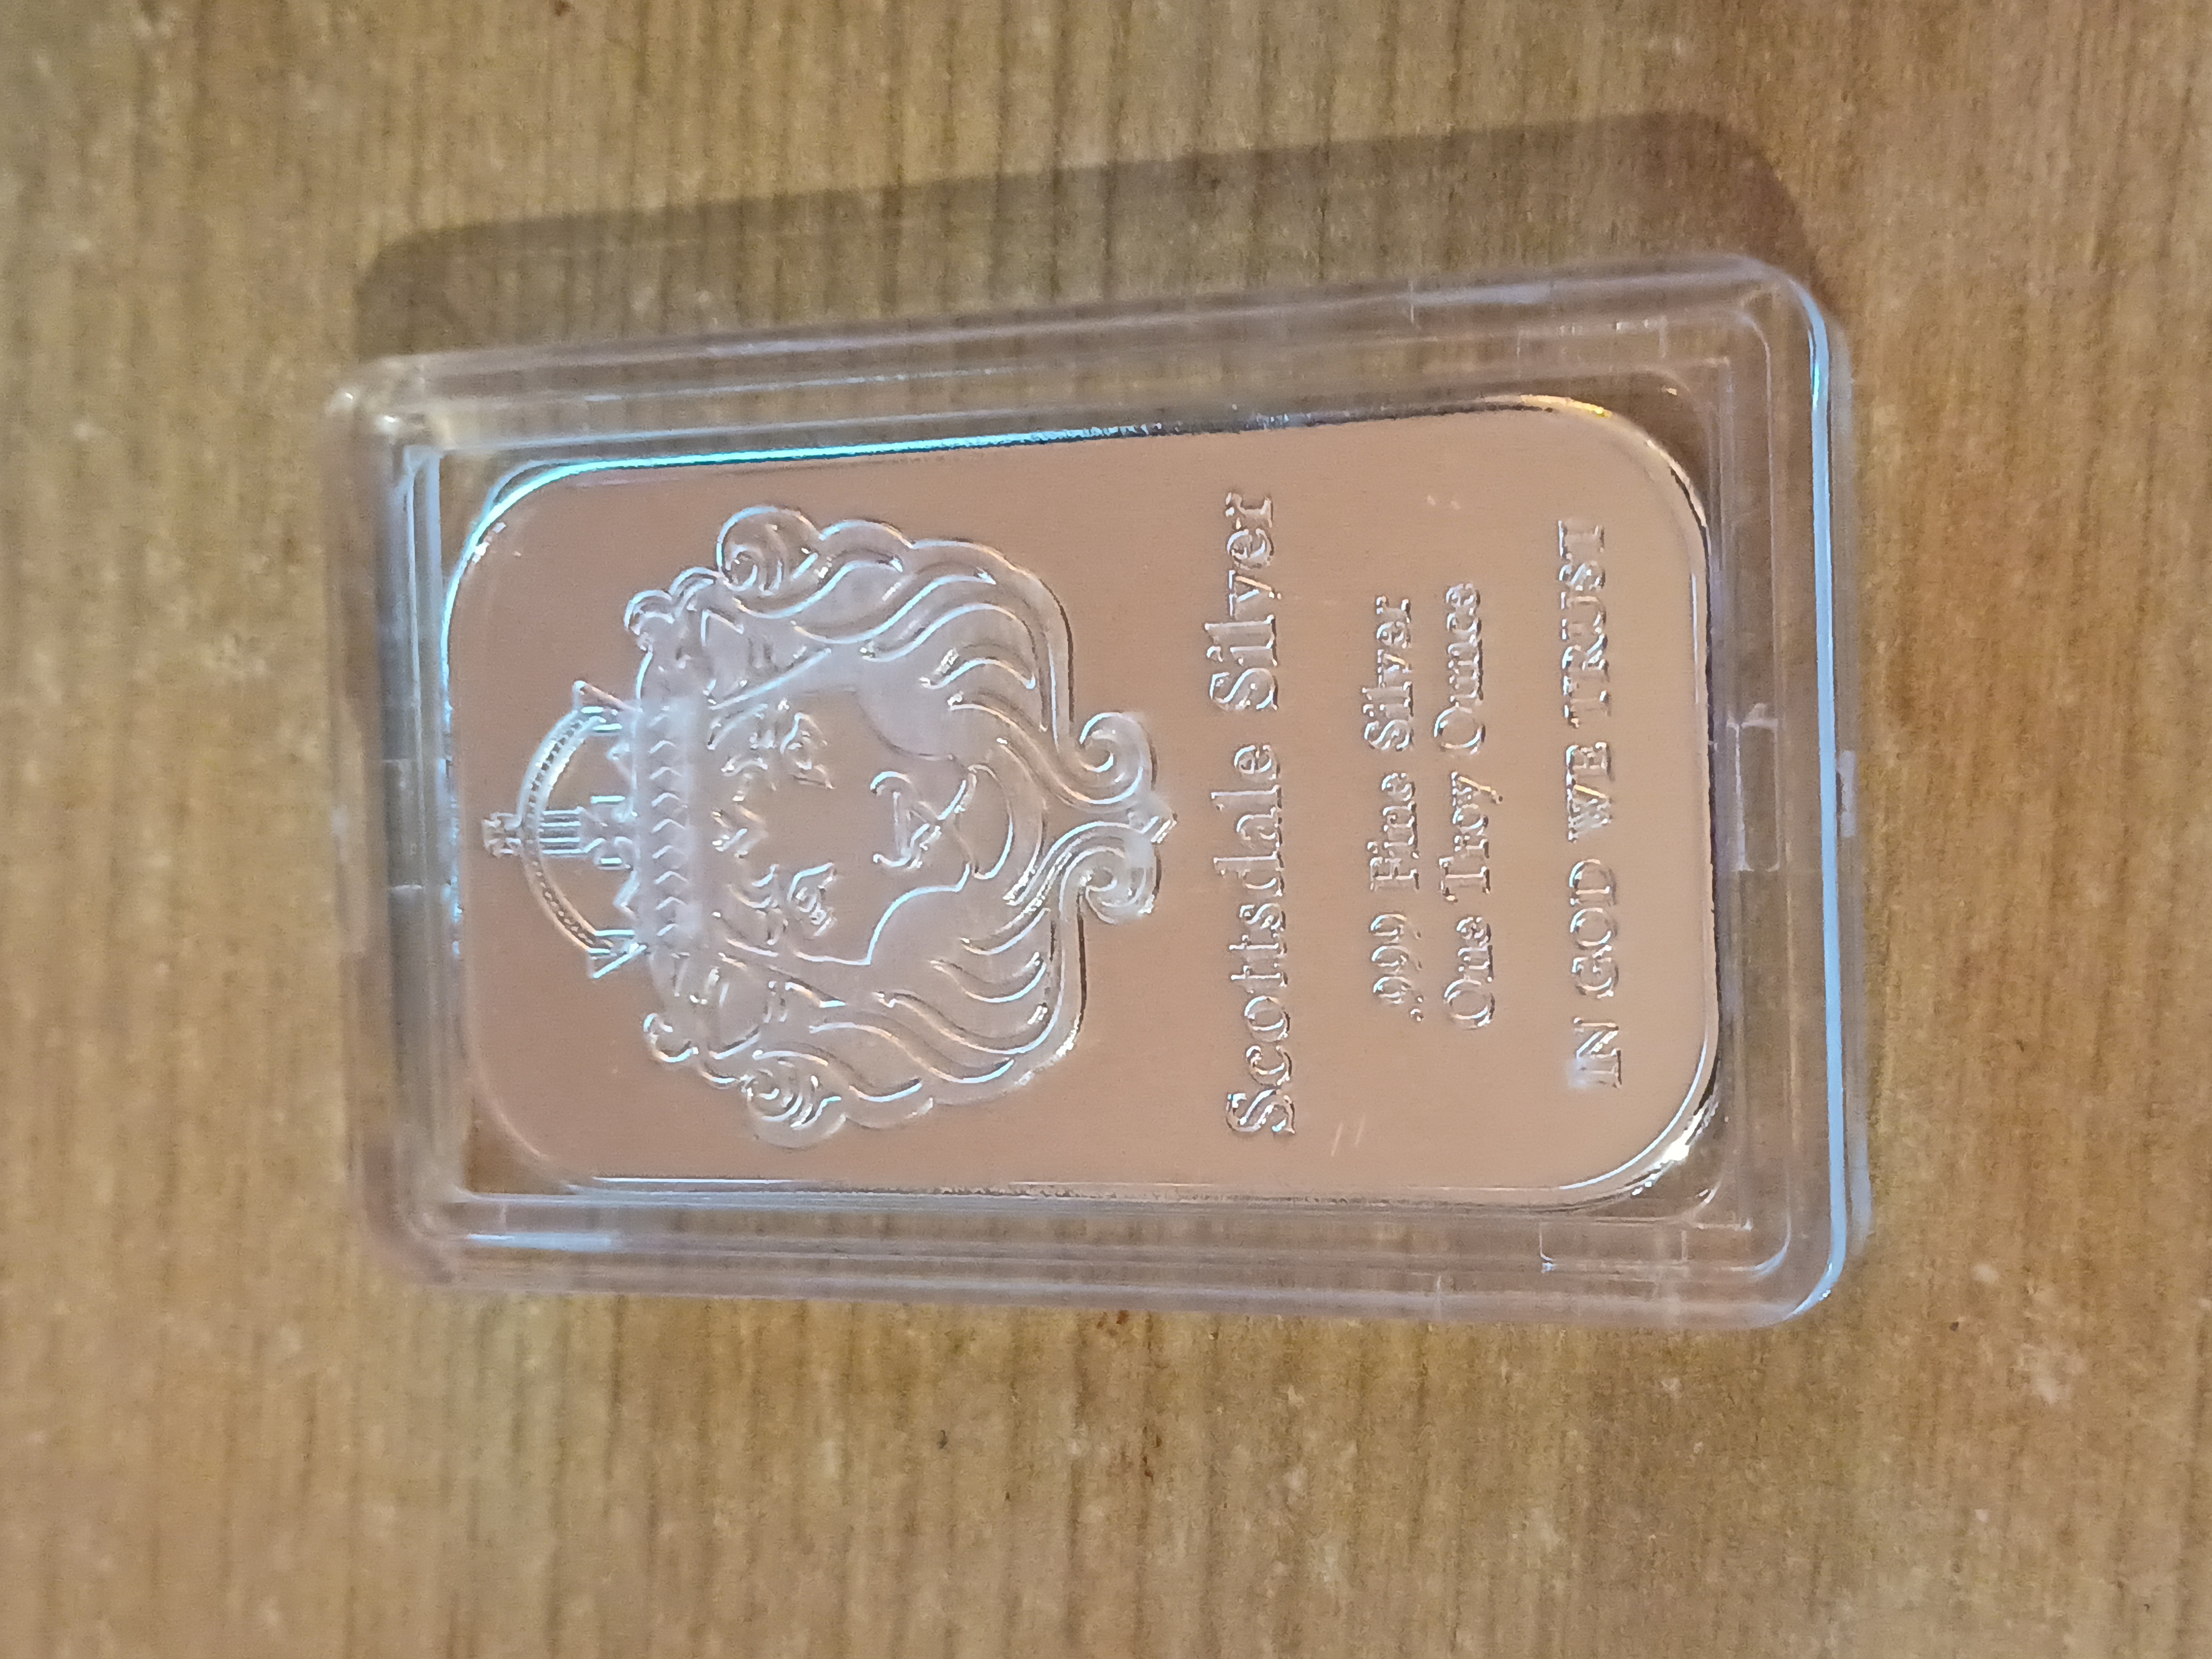 Scottsdale Silver
.999 Fine Silver
One Troy Ounce
IN GOD WE TRUST